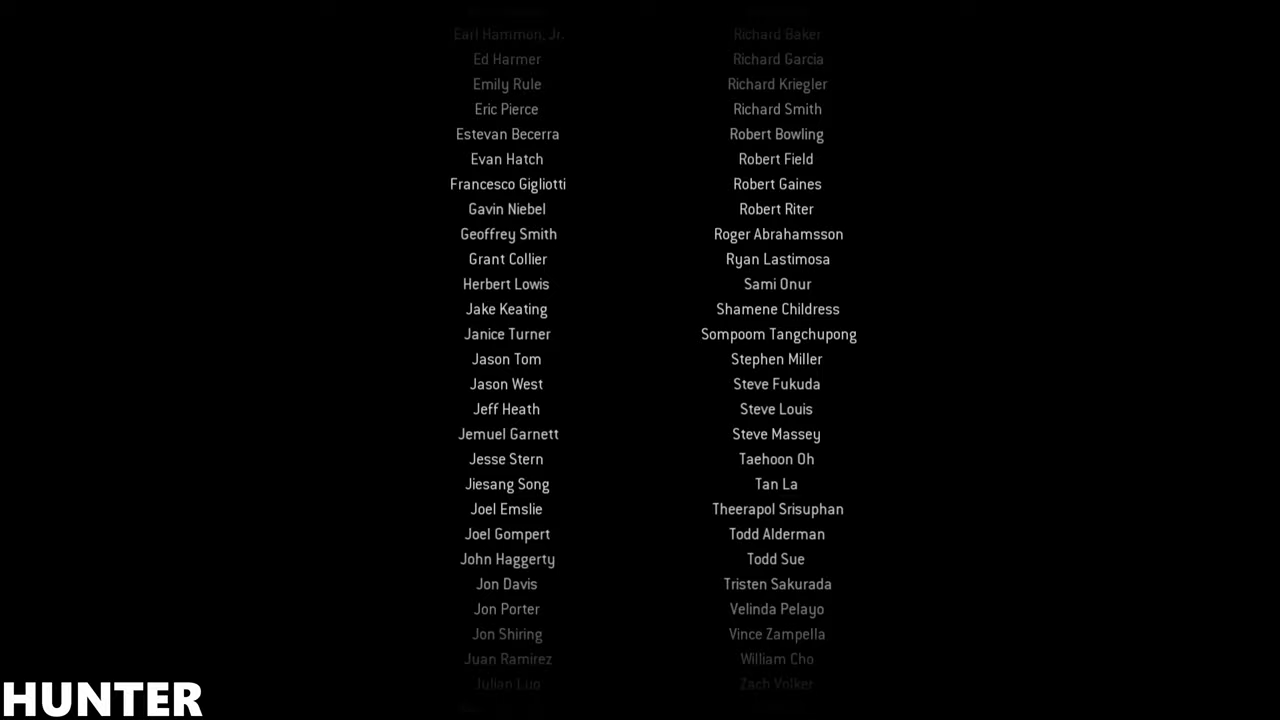 Earl Hammon, Jr.
Ed Harmer
Emily Rule
Eric Pierce
Estevan Becerra
Evan Hatch
Francesco Gigliotti
Gavin Niebel
Geoffrey Smith
Grant Collier
Herbert Lowis
Jake Keating
Janice Turner
Jason Tom
Jason West
Jeff Heath
Jemuel Garnett
Jesse Stern
Jiesang Song
Joel Emslie
Joel Gompert
John Haggerty
Jon Davis
Jon Porter
Jon Shiring
Juan Ramirez
Julian Luo
Richard Baker
Richard Garcia
Richard Kriegler
Richard Smith
Robert Bowling
Robert Field
Robert Gaines
Robert Riter
Roger Abrahamsson
Ryan Lastimosa
Sami Onur
Shamene Childress
Sompoom Tangchupong
Stephen Miller
Steve Fukuda
Steve Louis
Steve Massey
Taehoon Oh
Tan La
Theerapol Srisuphan
Todd Alderman
Todd Sue
Tristen Sakurada
Velinda Pelayo
Vince Zampella
William Cho
Zach Volker
HUNTER